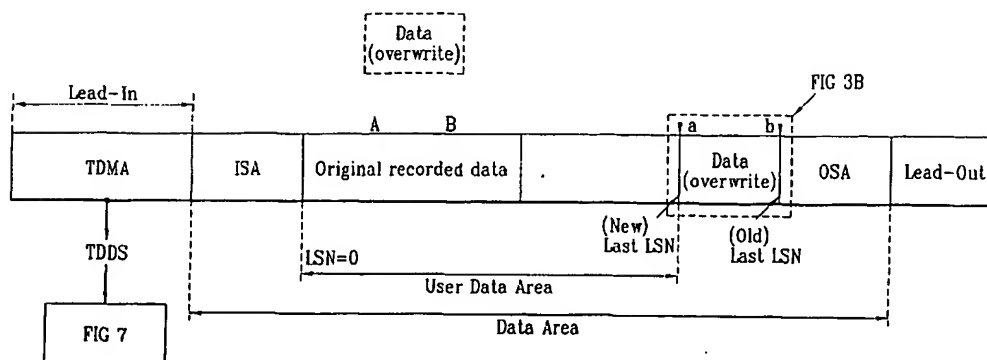 Data
(overwrite)
Lead-In
FIG 3B
A
B
a
b
TDMA
ISA
Original recorded data
Data
(overwrite)
OSA
Lead-Out
(New)
Last LSN
(Old)
Last LSN
TDDS
LSN=0
User Data Area
FIG 7
Data Area